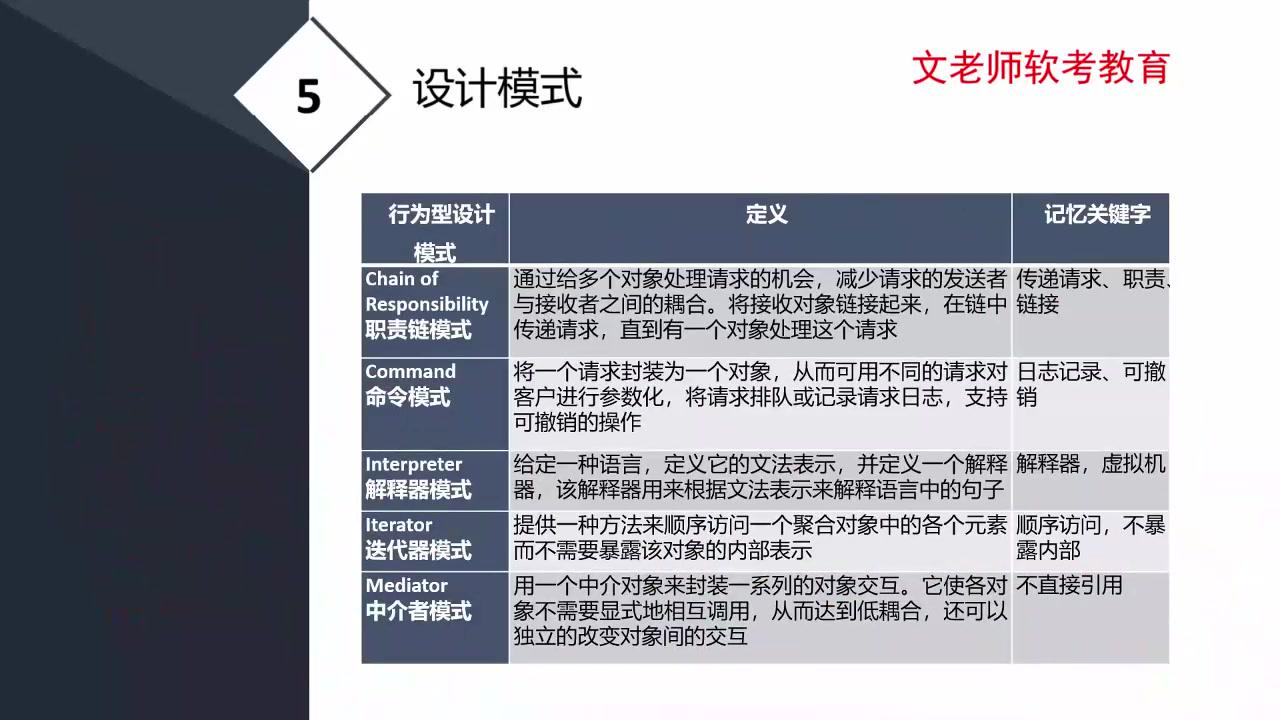 5
设计模式
文老师软考教育
行为型设计
模式
定义
记忆关键字
Chain of
Responsibility
职责链模式
通过给多个对象处理请求的机会，减少请求的发送者
与接收者之间的耦合。将接收对象链接起来，在链中
传递请求，直到有一个对象处理这个请求
传递请求、职责、
链接
Command
命令模式
将一个请求封装为一个对象，从而可用不同的请求对
客户进行参数化，将请求排队或记录请求日志，支持
可撤销的操作
日志记录、可撤
销
Interpreter
解释器模式
给定一种语言，定义它的文法表示，并定义一个解释
器，该解释器用来根据文法表示来解释语言中的句子
解释器，虚拟机
Iterator
迭代器模式
提供一种方法来顺序访问一个聚合对象中的各个元素
而不需要暴露该对象的内部表示
顺序访问，不暴
露内部
Mediator
中介者模式
用一个中介对象来封装一系列的对象交互。它使各对
象不需要显式地相互调用，从而达到低耦合，还可以
独立的改变对象间的交互
不直接引用